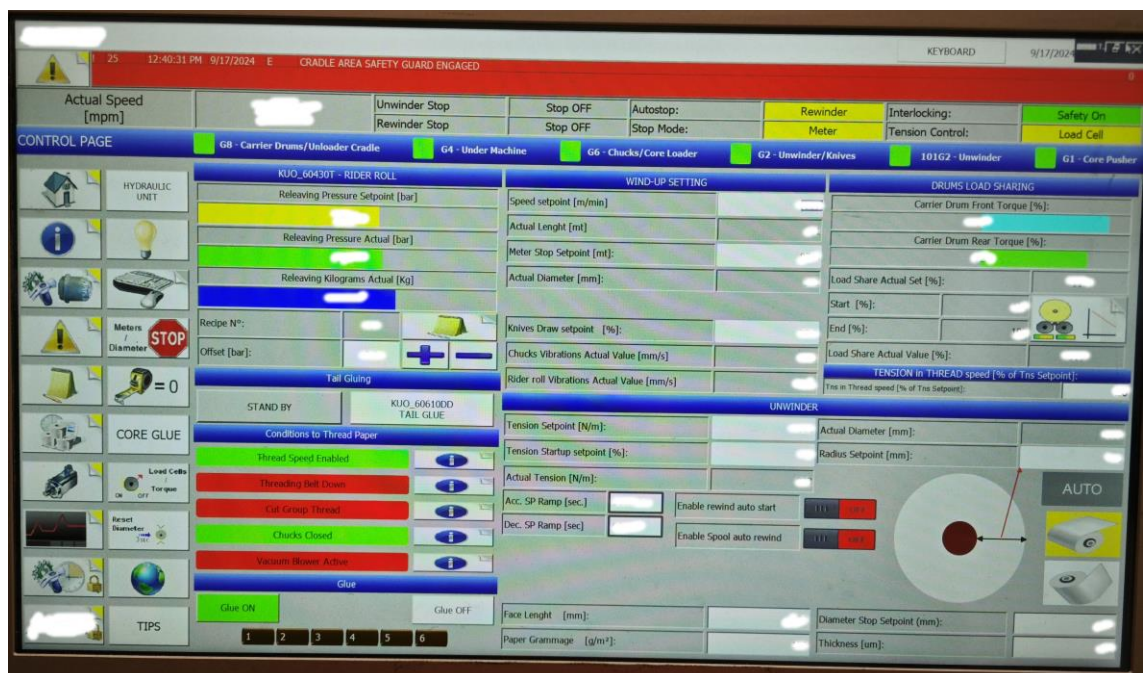 KEYBOARD
9/17/2024
25 12:40:31 PM 9/17/2024 E CRADLE AREA SAFETY GUARD ENGAGED
0
Actual Speed
[mpm]
Unwinder Stop Stop OFF Autostop: Rewinder Interlocking: Safety On
Rewinder Stop Stop OFF Stop Mode: Meter Tension Control: Load Cell
CONTROL PAGE
G8 - Carrier Drums/Unloader Cradle
G4 - Under Machine
G6 - Chucks/Core Loader
G2 - Unwinder/Knives
101G2 - Unwinder
G1 - Core Pusher
HYDRAULIC
UNIT
Meters
/
Diameter
STOP
= 0
CORE GLUE
Load Cells
/
Torque
ON OFF
Reset
Diameter
3 sec.
TIPS
KUO_60430T - RIDER ROLL
Releaving Pressure Setpoint [bar]
Releaving Pressure Actual [bar]
Releaving Kilograms Actual [Kg]
Recipe N°:
Offset [bar]:
Tail Gluing
STAND BY
KUO_60610DD
TAIL GLUE
Conditions to Thread Paper
Thread Speed Enabled
Threading Belt Down
Cut Group Thread
Chucks Closed
Vacuum Blower Active
Glue
Glue ON
Glue OFF
1 2 3 4 5 6
WIND-UP SETTING
Speed setpoint [m/min]
Actual Lenght [mt]
Meter Stop Setpoint [mt]:
Actual Diameter [mm]:
Knives Draw setpoint [%]:
Chucks Vibrations Actual Value [mm/s]
Rider roll Vibrations Actual Value [mm/s]
DRUMS LOAD SHARING
Carrier Drum Front Torque [%]:
Carrier Drum Rear Torque [%]:
Load Share Actual Set [%]:
Start [%]:
End [%]:
Load Share Actual Value [%]:
TENSION in THREAD speed [% of Tns Setpoint]:
Tns in Thread speed [% of Tns Setpoint]:
UNWINDER
Tension Setpoint [N/m]:
Tension Startup setpoint [%]:
Actual Tension [N/m]:
Acc. SP Ramp [sec.]
Dec. SP Ramp [sec]
Enable rewind auto start
Enable Spool auto rewind
Actual Diameter [mm]:
Radius Setpoint [mm]:
AUTO
Face Lenght [mm]:
Paper Grammage [g/m²]:
Diameter Stop Setpoint (mm):
Thickness [um]: